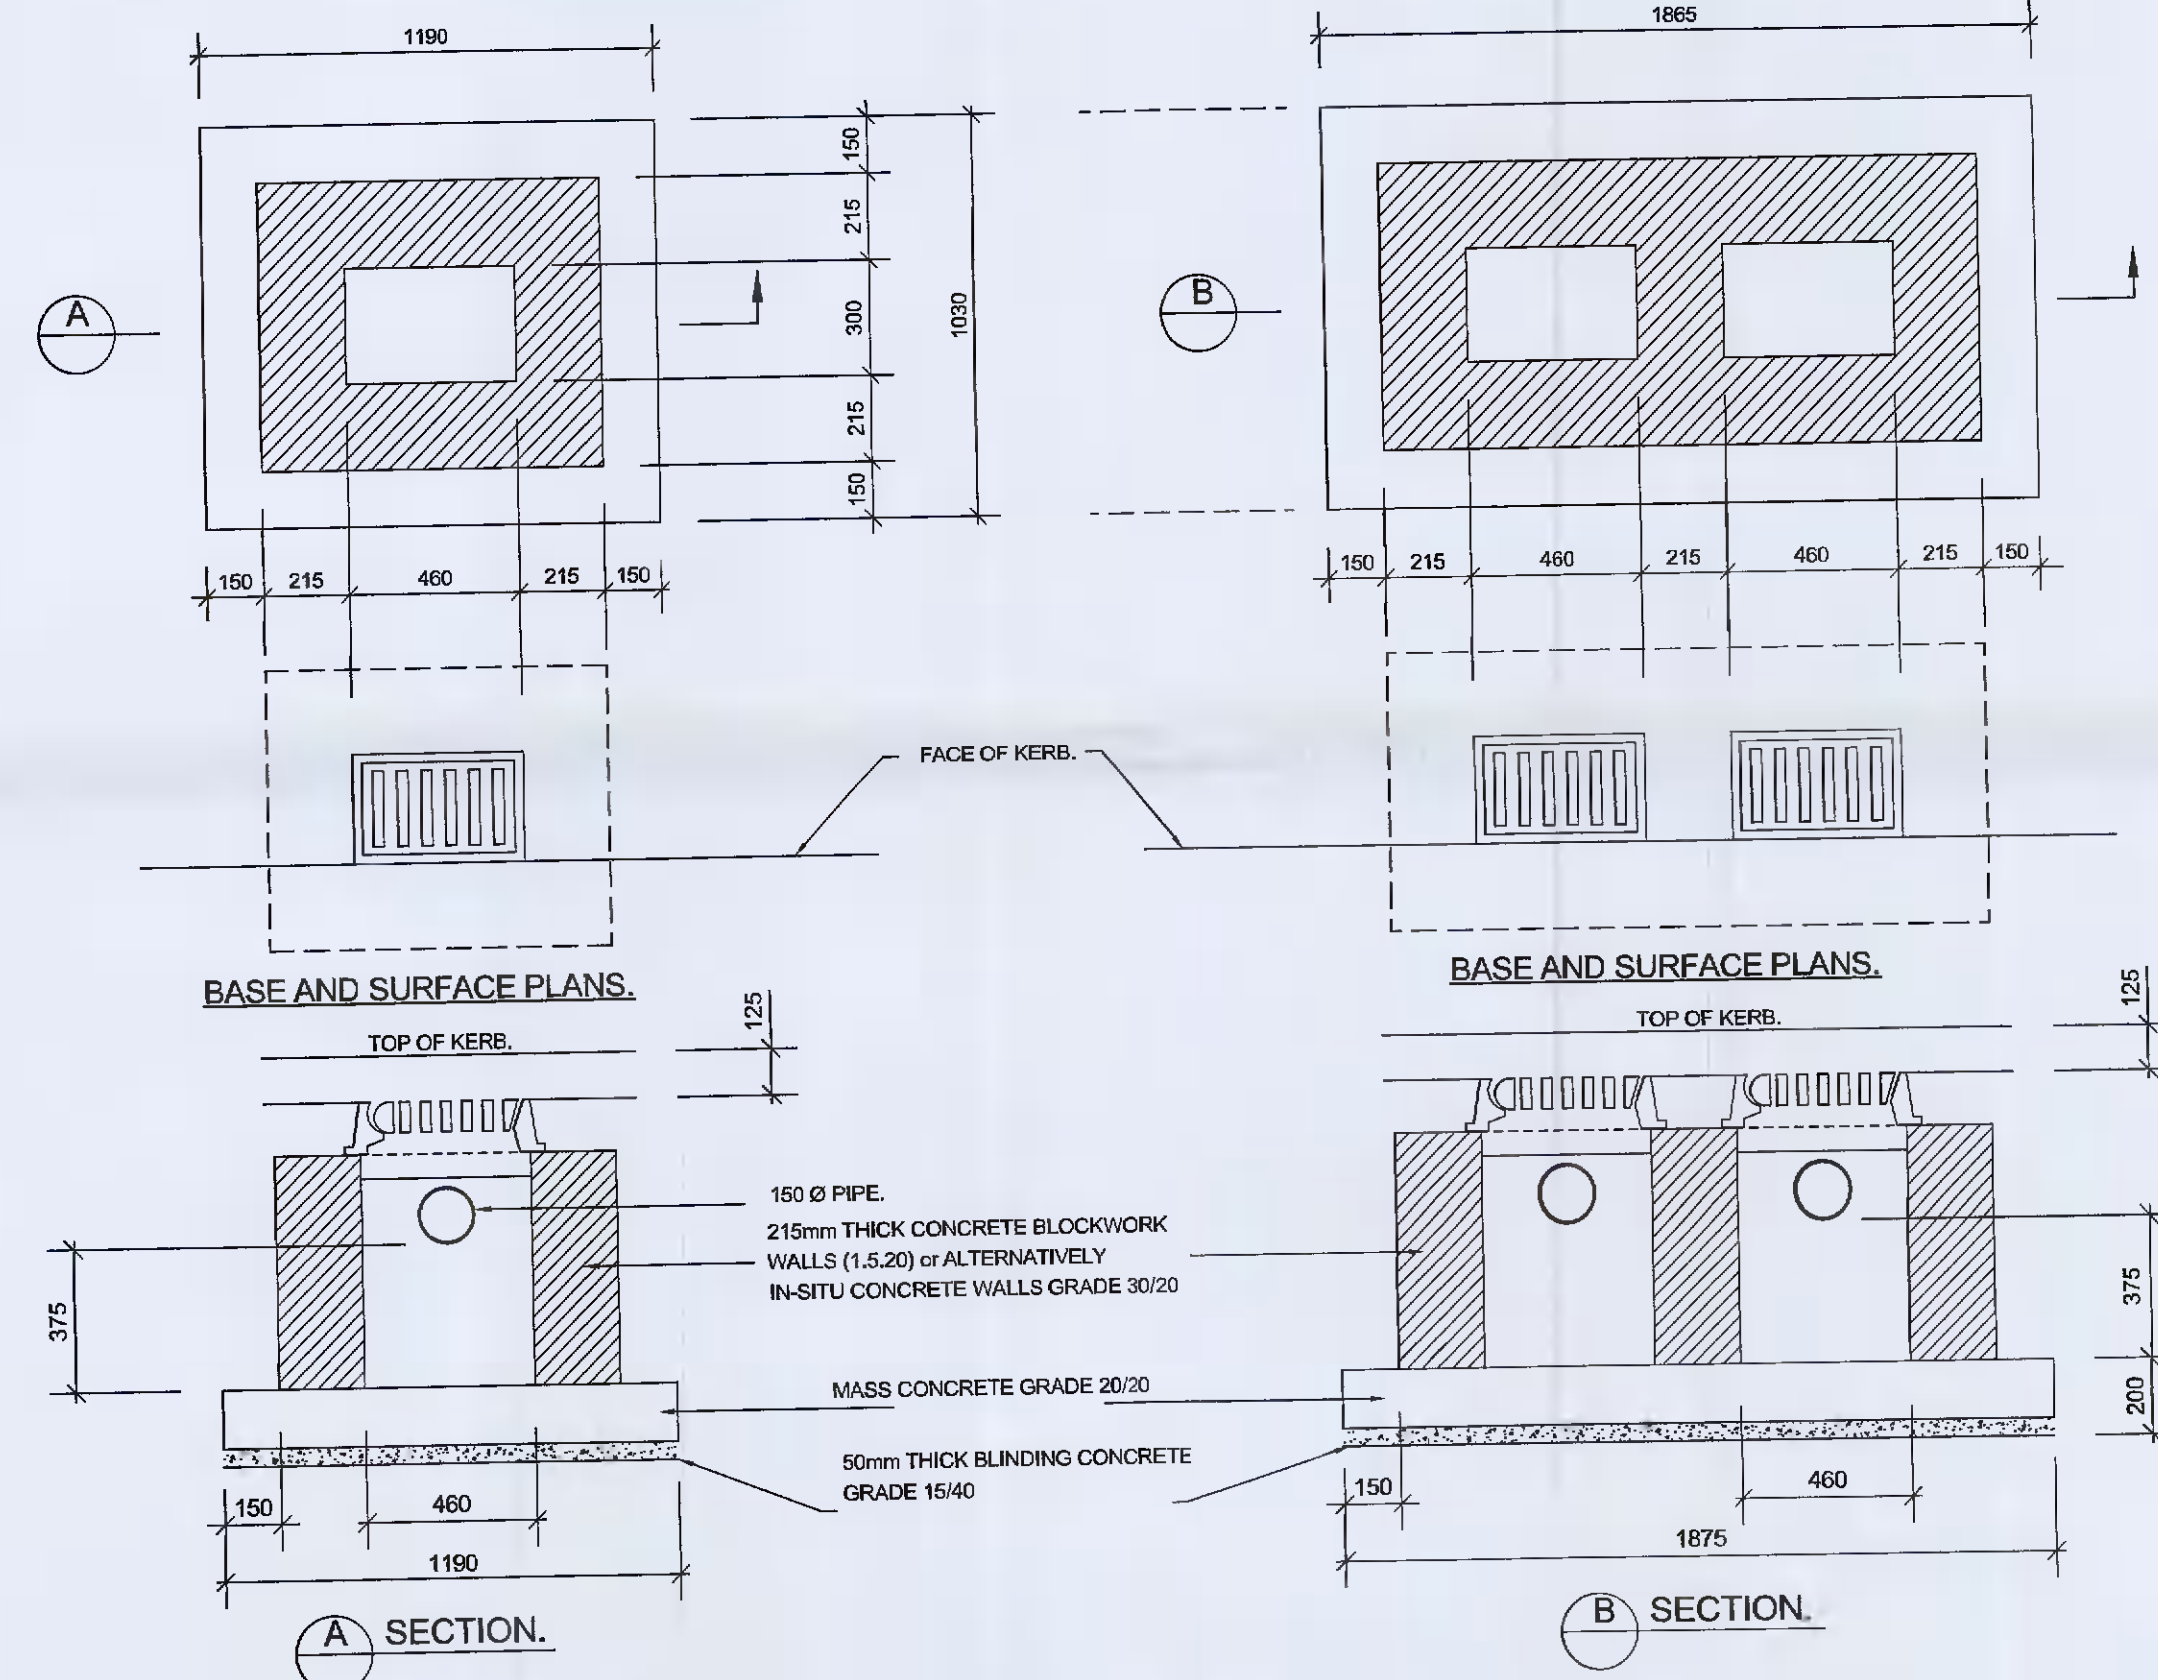 1190
1865
150
215
300
215
150
1030
A
B
150 215 460 215 150
150 215 460 215 460 215 150
FACE OF KERB.
BASE AND SURFACE PLANS.
BASE AND SURFACE PLANS.
TOP OF KERB.
125
TOP OF KERB.
125
150 Ø PIPE.
215mm THICK CONCRETE BLOCKWORK
WALLS (1.5.20) or ALTERNATIVELY
IN-SITU CONCRETE WALLS GRADE 30/20
375
375
MASS CONCRETE GRADE 20/20
200
50mm THICK BLINDING CONCRETE
GRADE 15/40
150 460
1190
150 460
1875
A SECTION.
B SECTION.